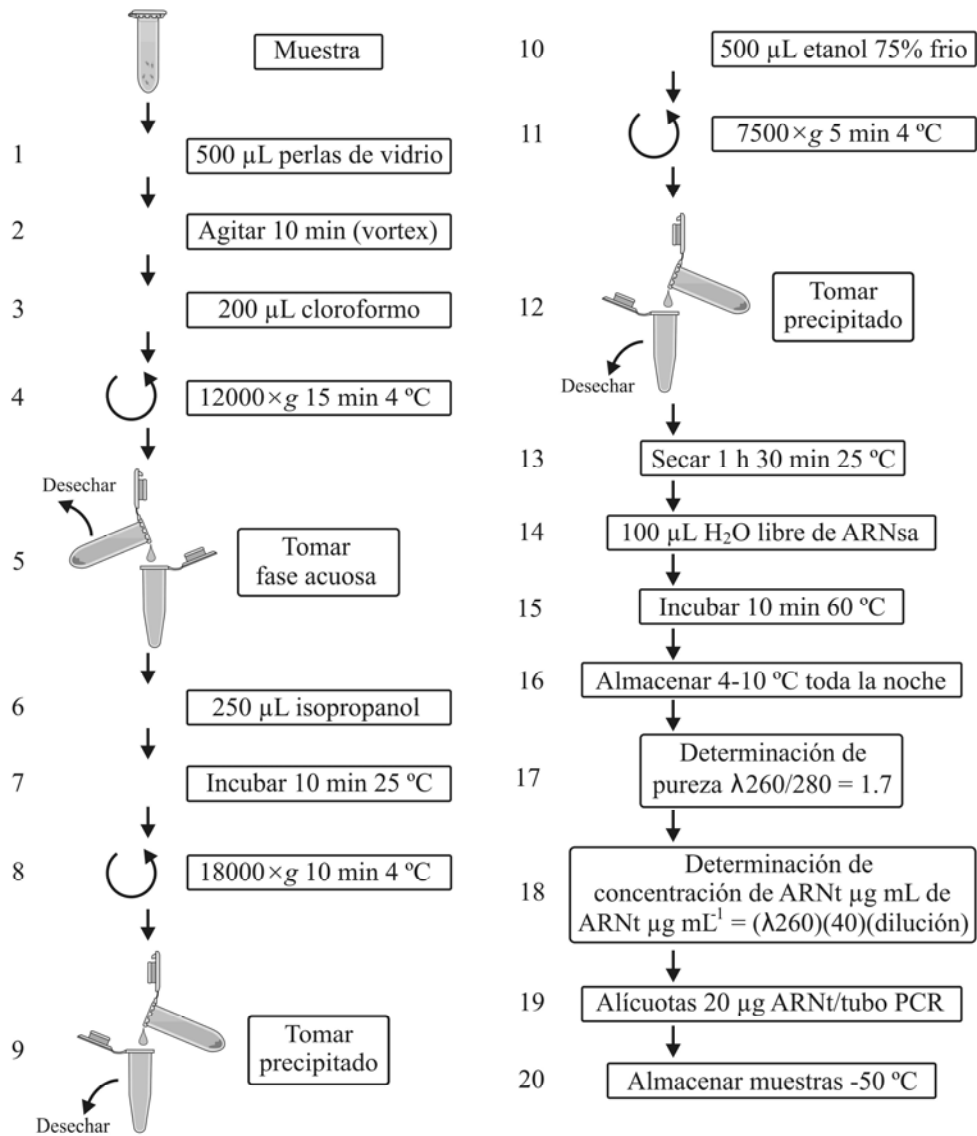 Muestra
1
500 µL perlas de vidrio
2
Agitar 10 min (vortex)
3
200 µL cloroformo
4
12000×g 15 min 4 ºC
Desechar
5
Tomar
fase acuosa
6
250 µL isopropanol
7
Incubar 10 min 25 ºC
8
18000×g 10 min 4 ºC
9
Tomar
precipitado
Desechar
10
500 µL etanol 75% frio
11
7500×g 5 min 4 ºC
12
Tomar
precipitado
Desechar
13
Secar 1 h 30 min 25 ºC
14
100 µL H₂O libre de ARNsa
15
Incubar 10 min 60 ºC
16
Almacenar 4-10 ºC toda la noche
17
Determinación de
pureza λ260/280 = 1.7
18
Determinación de
concentración de ARNt µg mL de
ARNt µg mL⁻¹ = (λ260)(40)(dilución)
19
Alícuotas 20 µg ARNt/tubo PCR
20
Almacenar muestras -50 ºC